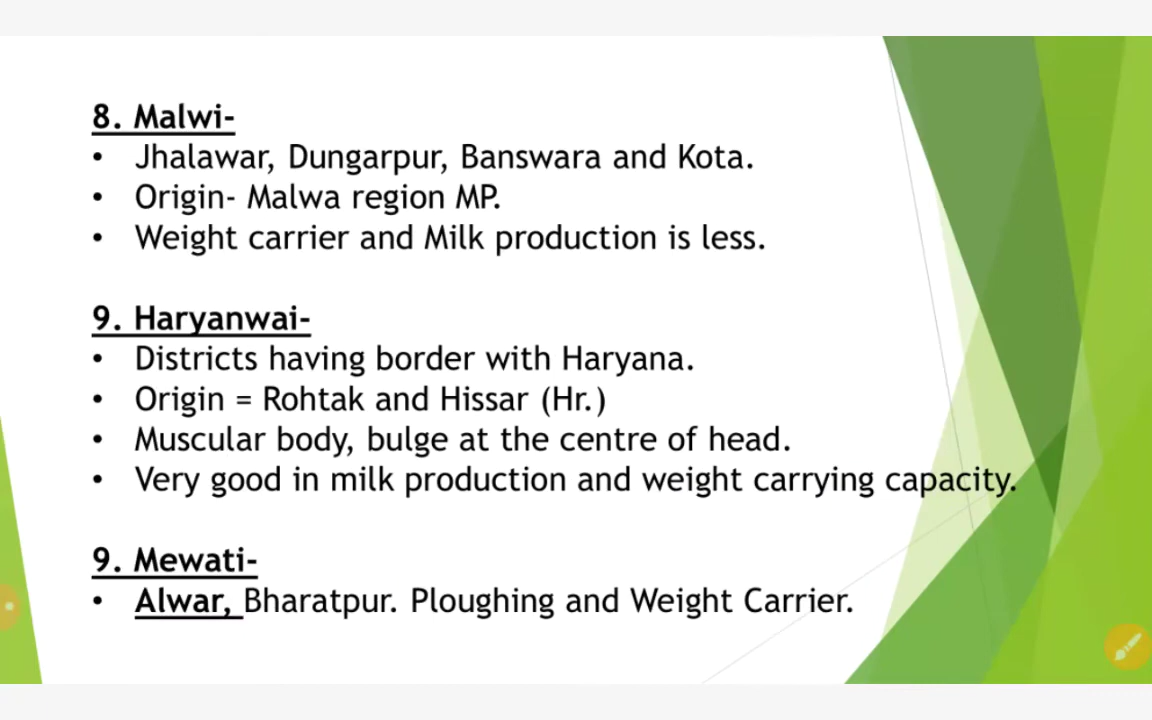 8. Malwi-
• Jhalawar, Dungarpur, Banswara and Kota.
• Origin- Malwa region MP.
• Weight carrier and Milk production is less.
9. Haryanwai-
• Districts having border with Haryana.
• Origin = Rohtak and Hissar (Hr.)
• Muscular body, bulge at the centre of head.
• Very good in milk production and weight carrying capacity.
9. Mewati-
• Alwar, Bharatpur. Ploughing and Weight Carrier.